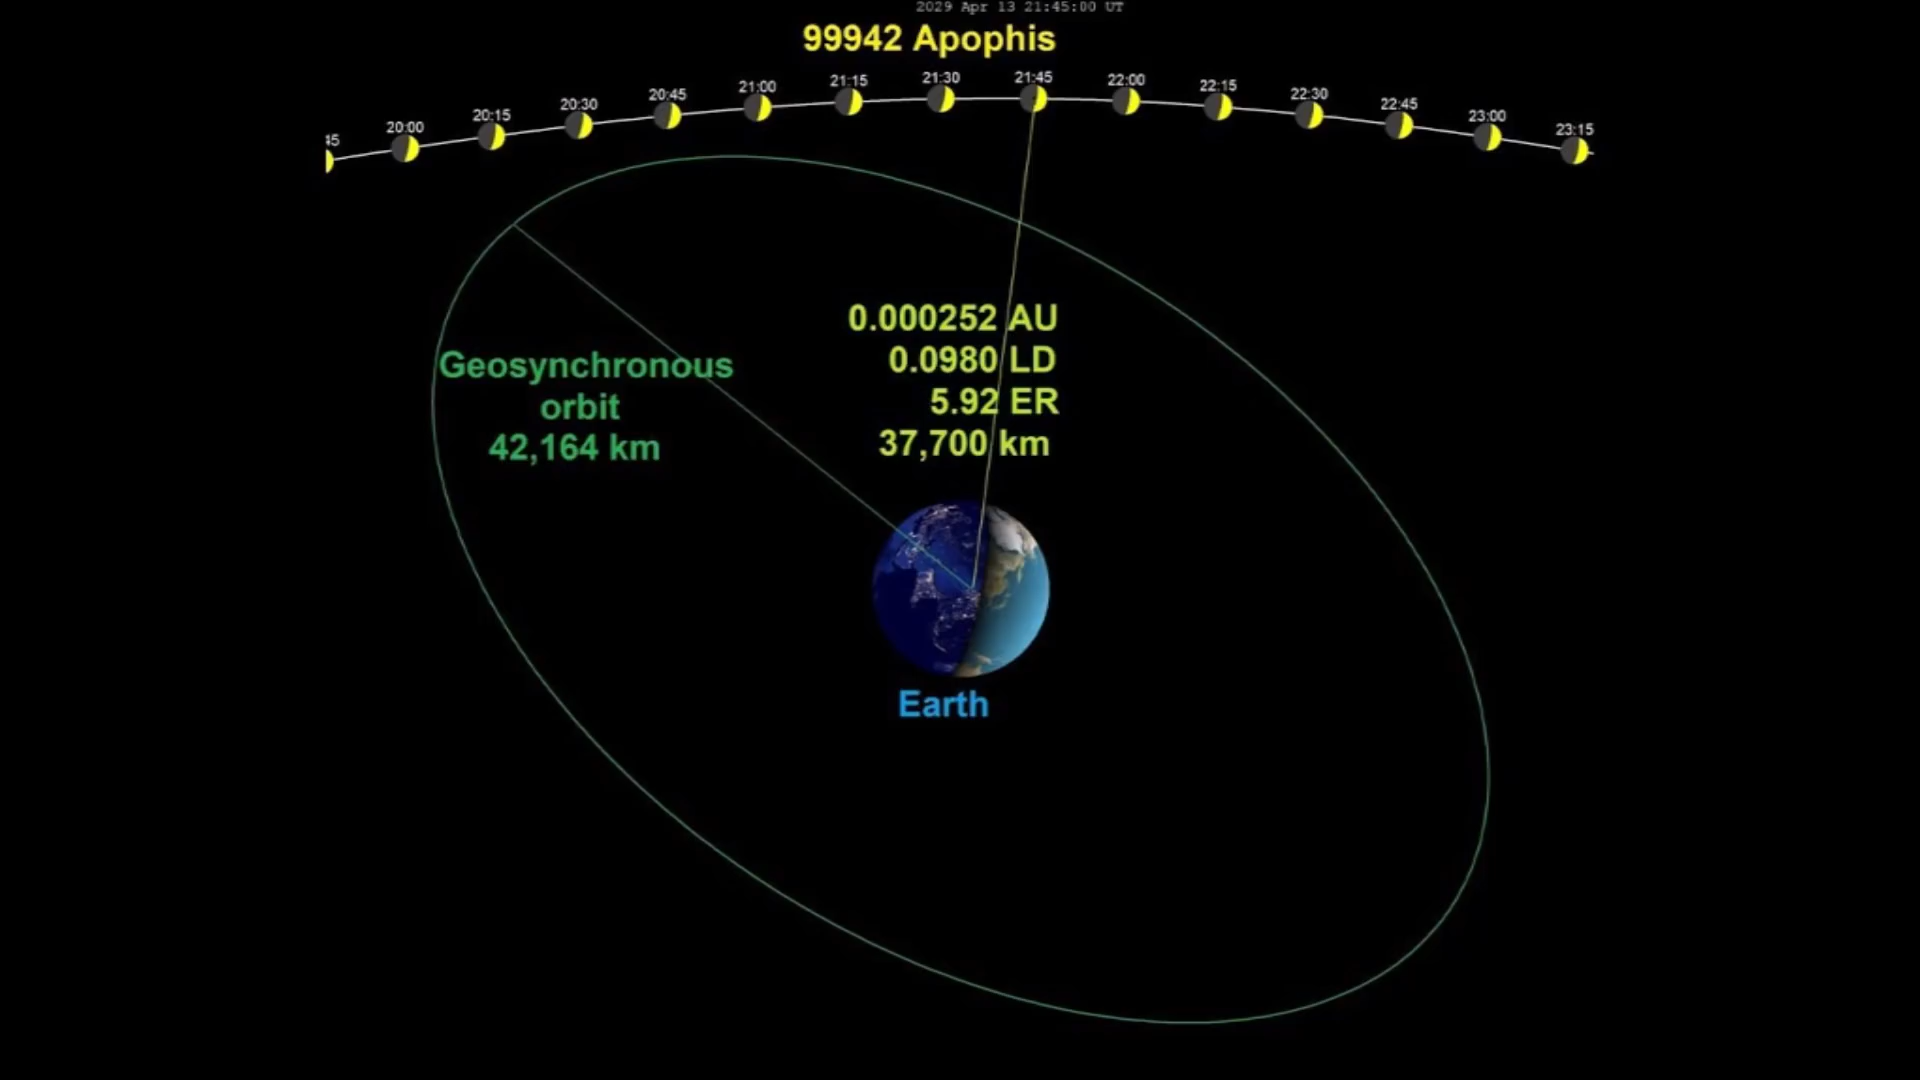 2029 Apr 13 21:45:00 UT
99942 Apophis
45 20:00 20:15 20:30 20:45 21:00 21:15 21:30 21:45 22:00 22:15 22:30 22:45 23:00 23:15
0.000252 AU
0.0980 LD
5.92 ER
37,700 km
Geosynchronous
orbit
42,164 km
Earth